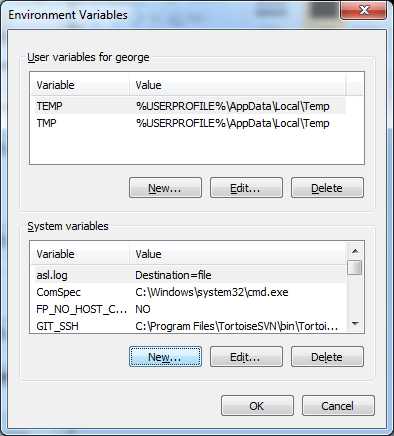 Environment Variables
User variables for george
Variable Value
TEMP %USERPROFILE%\AppData\Local\Temp
TMP %USERPROFILE%\AppData\Local\Temp
New... Edit... Delete
System variables
Variable Value
asl.log Destination=file
ComSpec C:\Windows\system32\cmd.exe
FP_NO_HOST_C... NO
GIT_SSH C:\Program Files\TortoiseSVN\bin\Tortoi...
New... Edit... Delete
OK Cancel